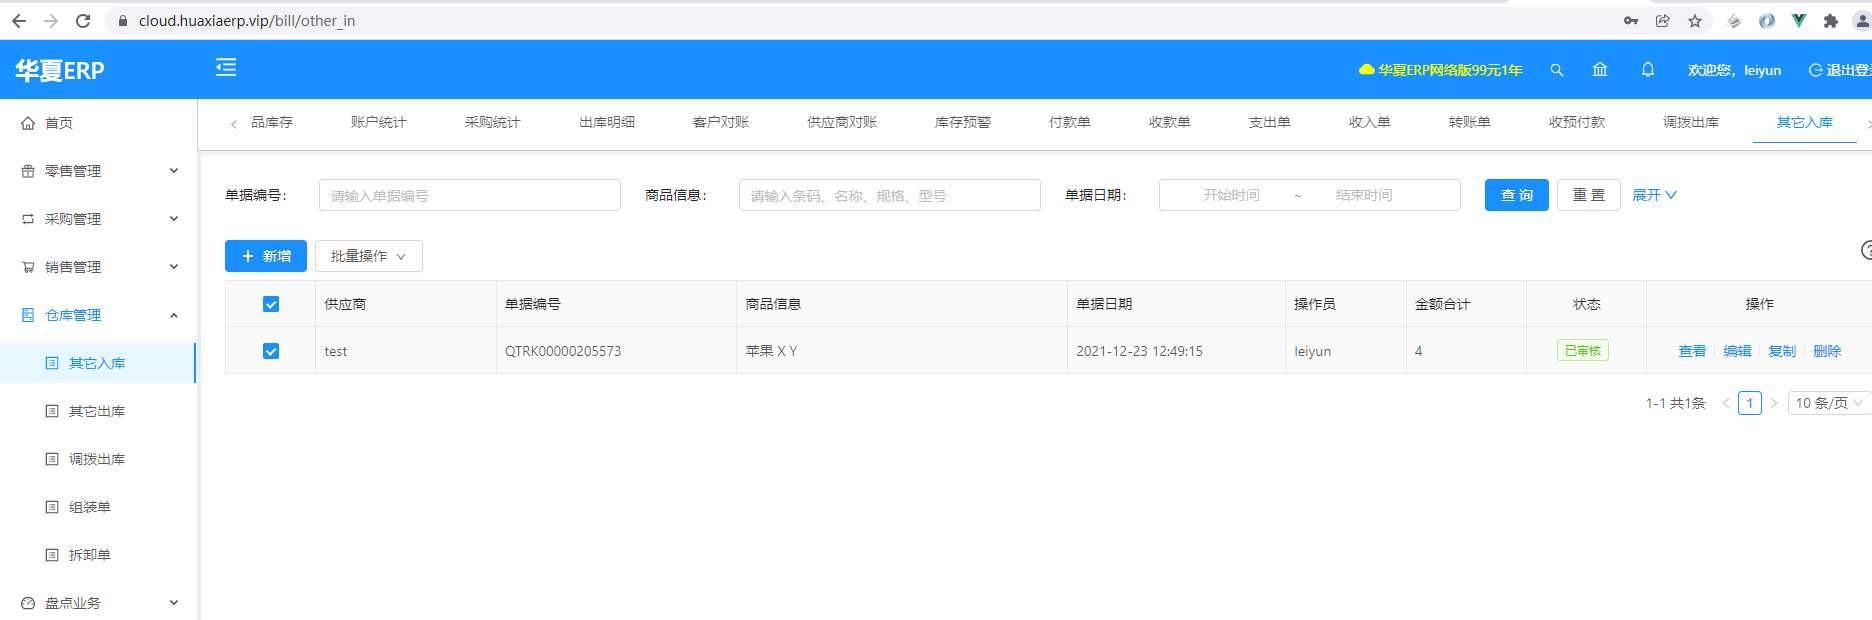 cloud.huaxiaerp.vip/bill/other_in
华夏ERP
华夏ERP网络版99元1年
欢迎您，leiyun
退出登
首页
零售管理
采购管理
销售管理
仓库管理
其它入库
其它出库
调拨出库
组装单
拆卸单
盘点业务
品库存 账户统计 采购统计 出库明细 客户对账 供应商对账 库存预警 付款单 收款单 支出单 收入单 转账单 收预付款 调拨出库 其它入库
单据编号： 请输入单据编号 商品信息： 请输入条码、名称、规格、型号 单据日期： 开始时间 ~ 结束时间 查 询 重 置 展开
新增 批量操作
供应商 单据编号 商品信息 单据日期 操作员 金额合计 状态 操作
test QTRK00000205573 苹果 X Y 2021-12-23 12:49:15 leiyun 4 已审核 查看 编辑 复制 删除
1-1 共1条 < 1 > 10 条/页